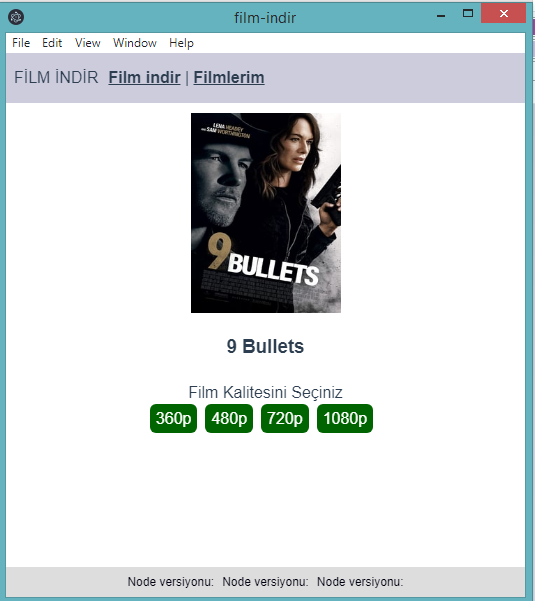 film-indir
File Edit View Window Help
FİLM İNDİR Film indir | Filmlerim
LENA HEADEY
AND SAM WORTHINGTON
9 BULLETS
9 Bullets
Film Kalitesini Seçiniz
360p 480p 720p 1080p
Node versiyonu: Node versiyonu: Node versiyonu: